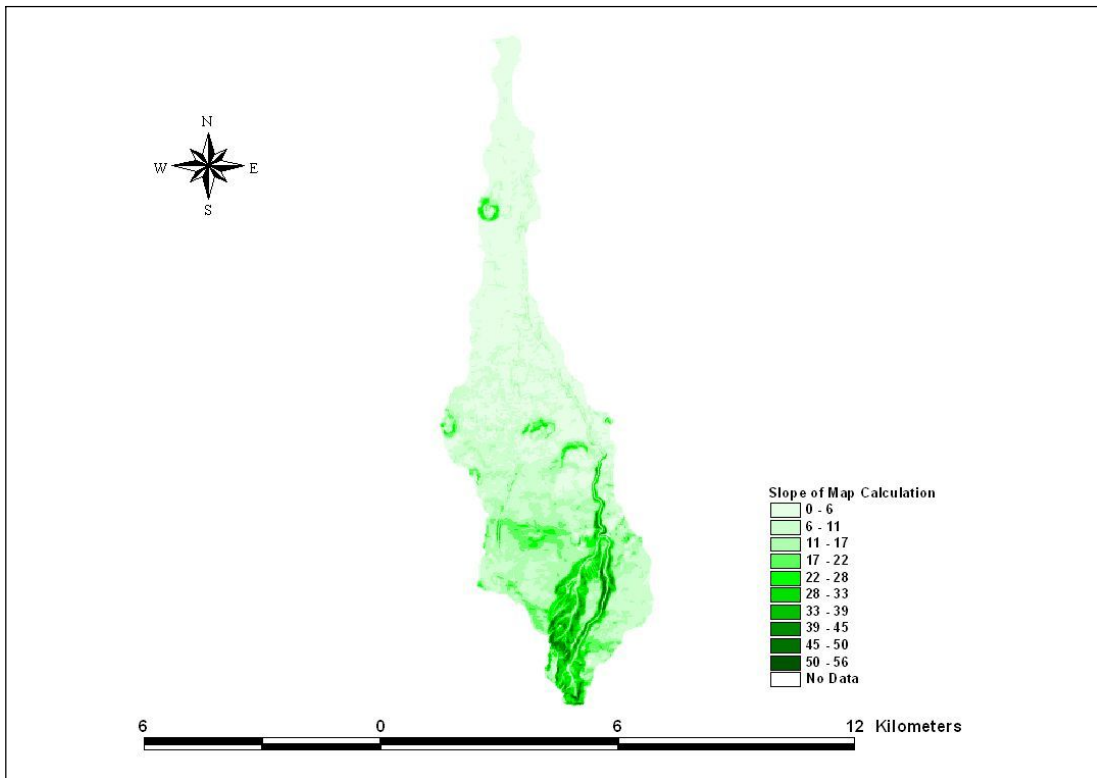 N
W E
S
Slope of Map Calculation
0 - 6
6 - 11
11 - 17
17 - 22
22 - 28
28 - 33
33 - 39
39 - 45
45 - 50
50 - 56
No Data
6 0 6 12 Kilometers